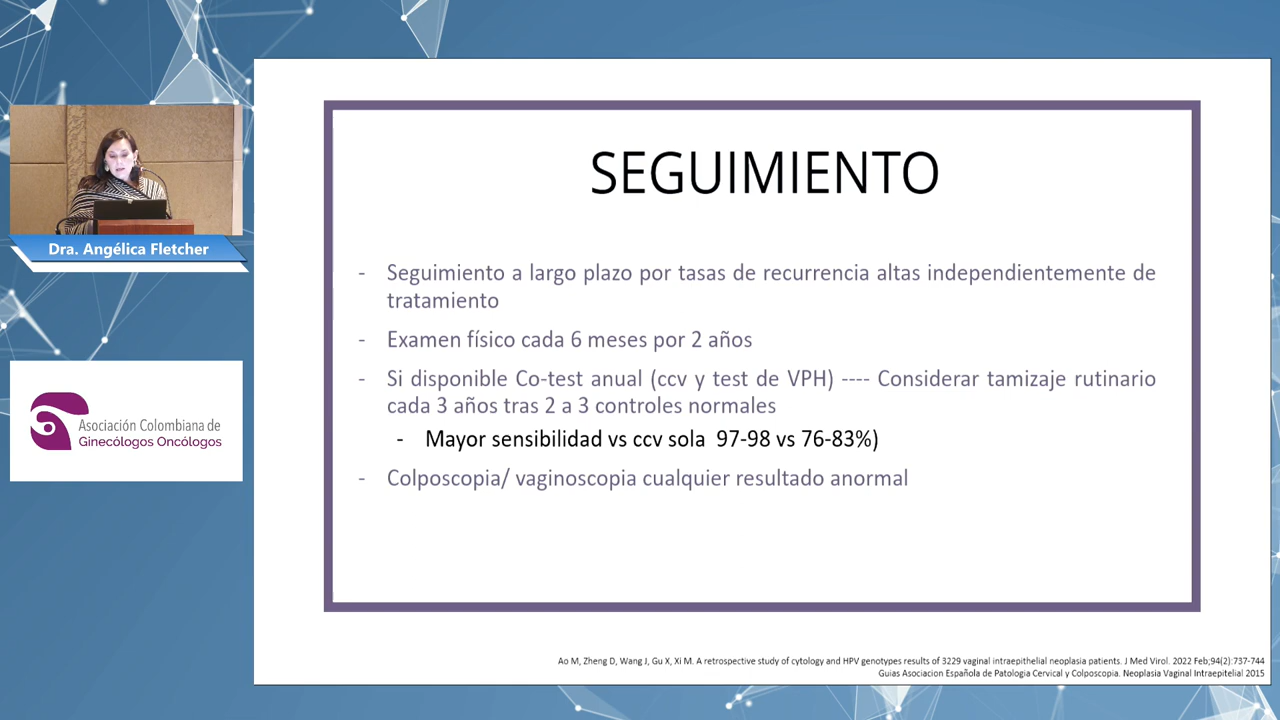 SEGUIMIENTO
- Seguimiento a largo plazo por tasas de recurrencia altas independientemente de
tratamiento
- Examen físico cada 6 meses por 2 años
- Si disponible Co-test anual (ccv y test de VPH) ---- Considerar tamizaje rutinario
cada 3 años tras 2 a 3 controles normales
- Mayor sensibilidad vs ccv sola 97-98 vs 76-83%)
- Colposcopia/ vaginoscopia cualquier resultado anormal
Ao M, Zheng D, Wang J, Gu X, Xi M. A retrospective study of cytology and HPV genotypes results of 3229 vaginal intraepithelial neoplasia patients. J Med Virol. 2022 Feb;94(2):737-744
Guias Asociacion Española de Patologia Cervical y Colposcopia. Neoplasia Vaginal Intraepitelial 2015
Dra. Angélica Fletcher
Asociación Colombiana de
Ginecólogos Oncólogos